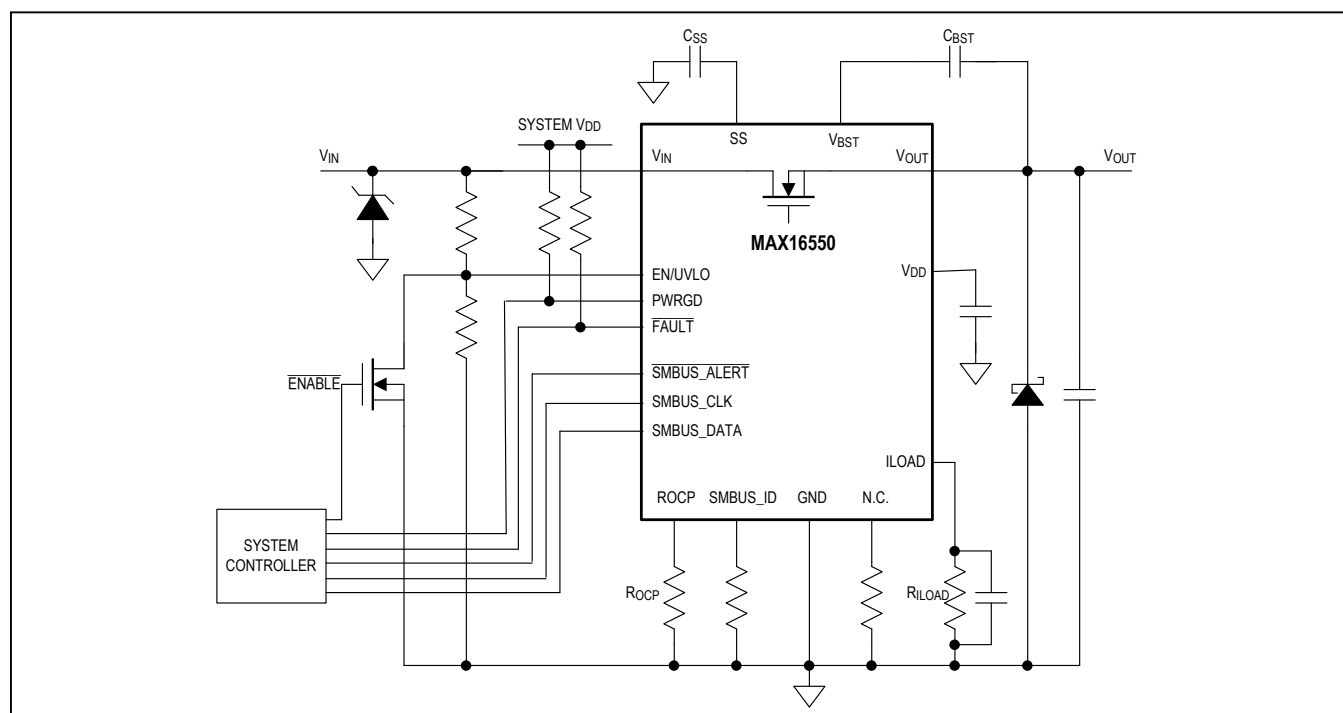 CSS
CBST
SYSTEM VDD
SS
VBST
VIN
VIN
VOUT
VOUT
MAX16550
EN/UVLO
VDD
PWRGD
FAULT
ENABLE
SMBUS_ALERT
SMBUS_CLK
SMBUS_DATA
ILOAD
ROCP
SMBUS_ID
GND
N.C.
SYSTEM
CONTROLLER
ROCP
RILOAD